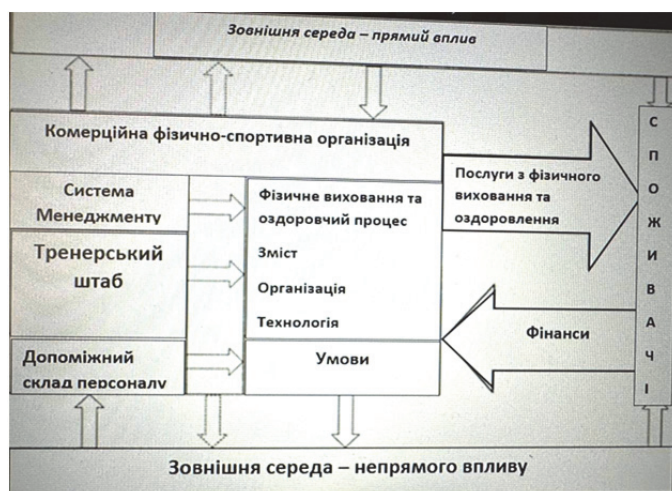 Зовнішня середа – прямий вплив
Комерційна фізично-спортивна організація
Система
Менеджменту
Тренерський
штаб
Допоміжний
склад персоналу
Фізичне виховання та
оздоровчий процес
Зміст
Організація
Технологія
Умови
Послуги з фізичного
виховання та
оздоровлення
Фінанси
С
П
О
Ж
И
В
А
Ч
І
Зовнішня середа – непрямого впливу